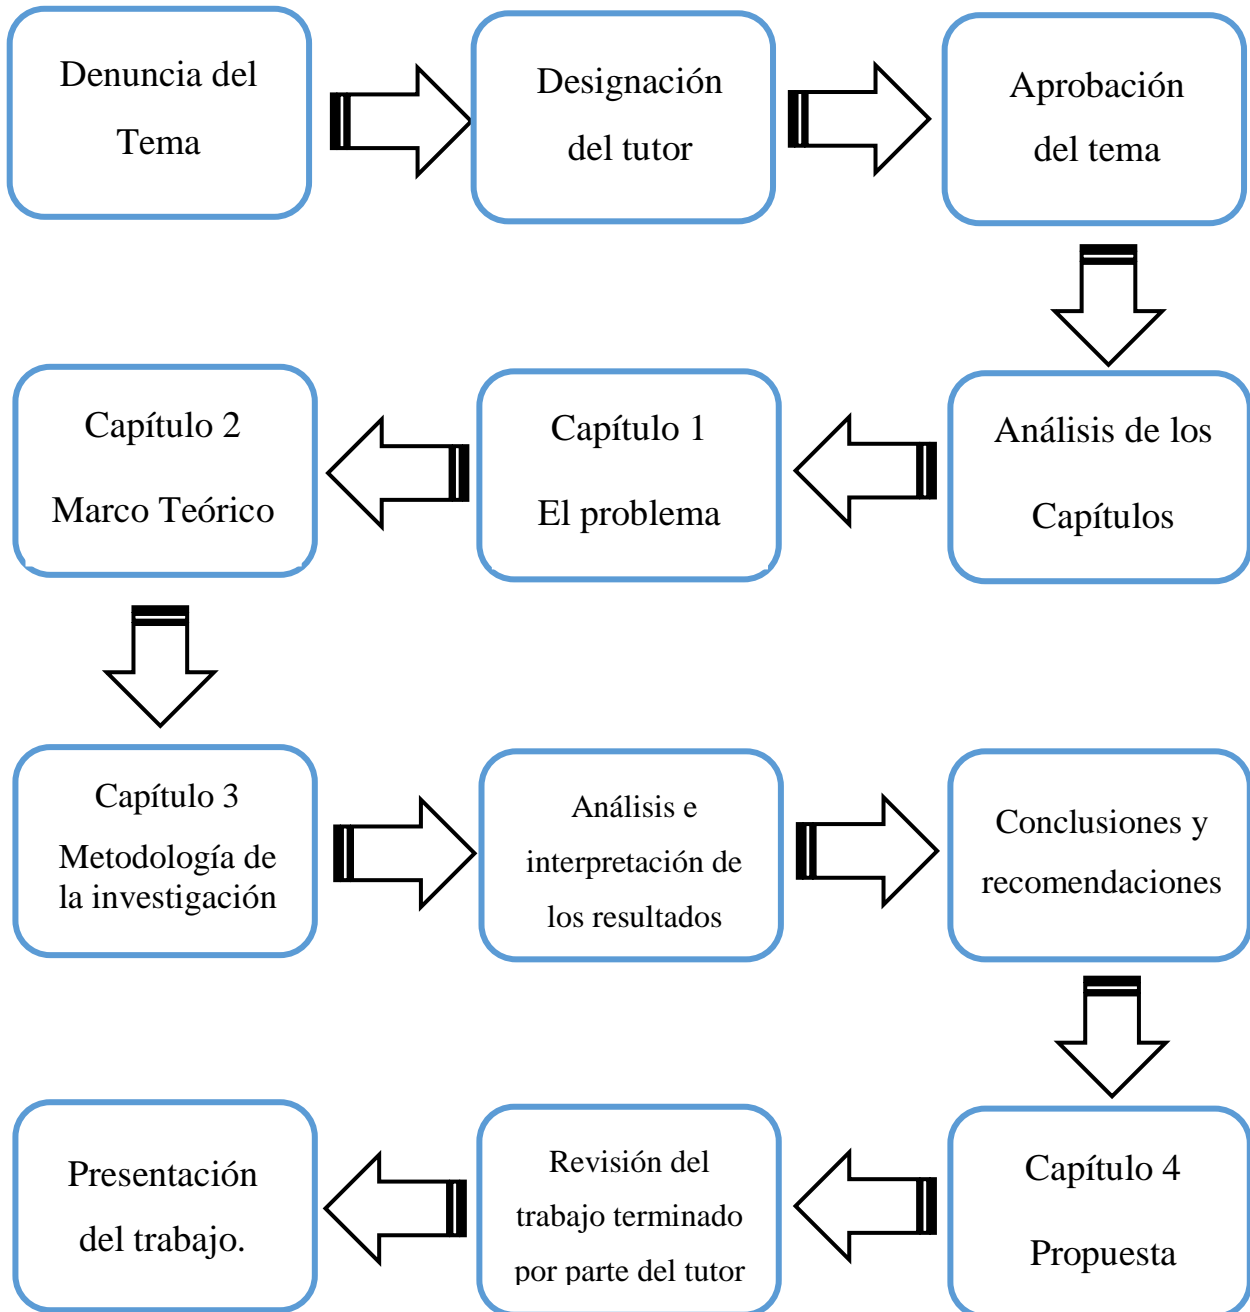 Denuncia del
Tema
Designación
del tutor
Aprobación
del tema
Análisis de los
Capítulos
Capítulo 1
El problema
Capítulo 2
Marco Teórico
Capítulo 3
Metodología de
la investigación
Análisis e
interpretación de
los resultados
Conclusiones y
recomendaciones
Capítulo 4
Propuesta
Revisión del
trabajo terminado
por parte del tutor
Presentación
del trabajo.